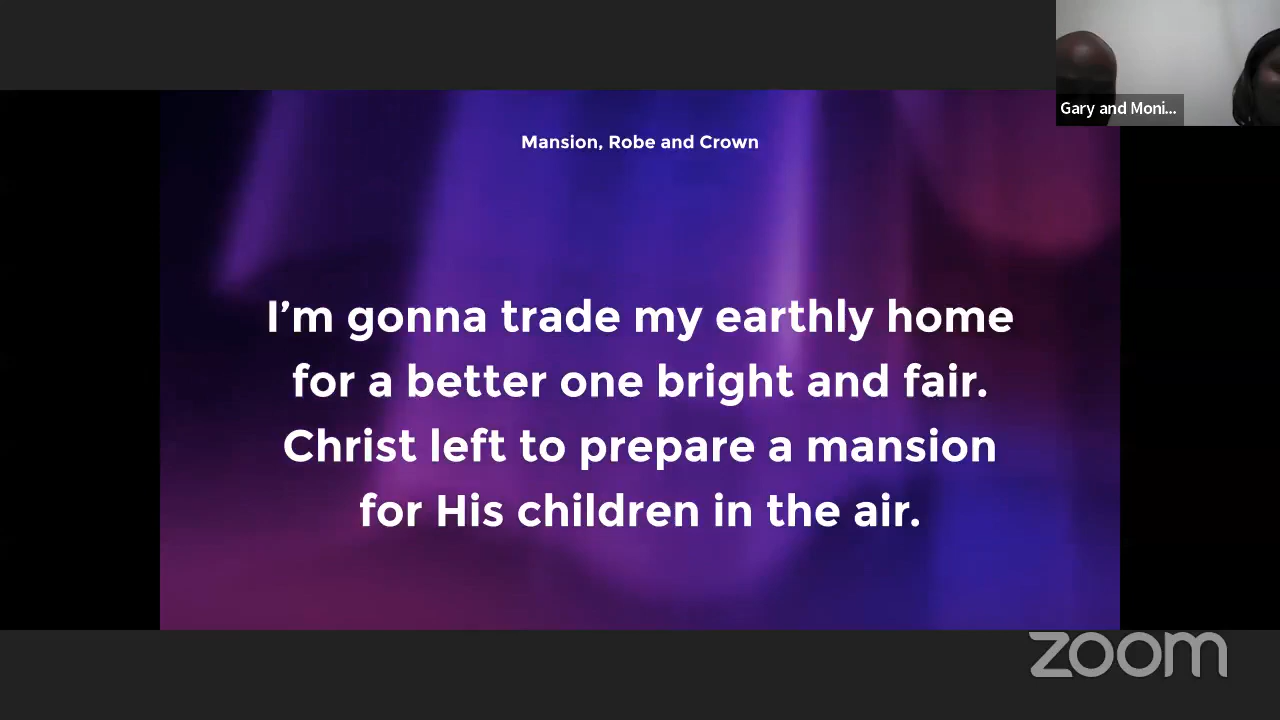 Gary and Moni...
Mansion, Robe and Crown
I’m gonna trade my earthly home
for a better one bright and fair.
Christ left to prepare a mansion
for His children in the air.
zoom